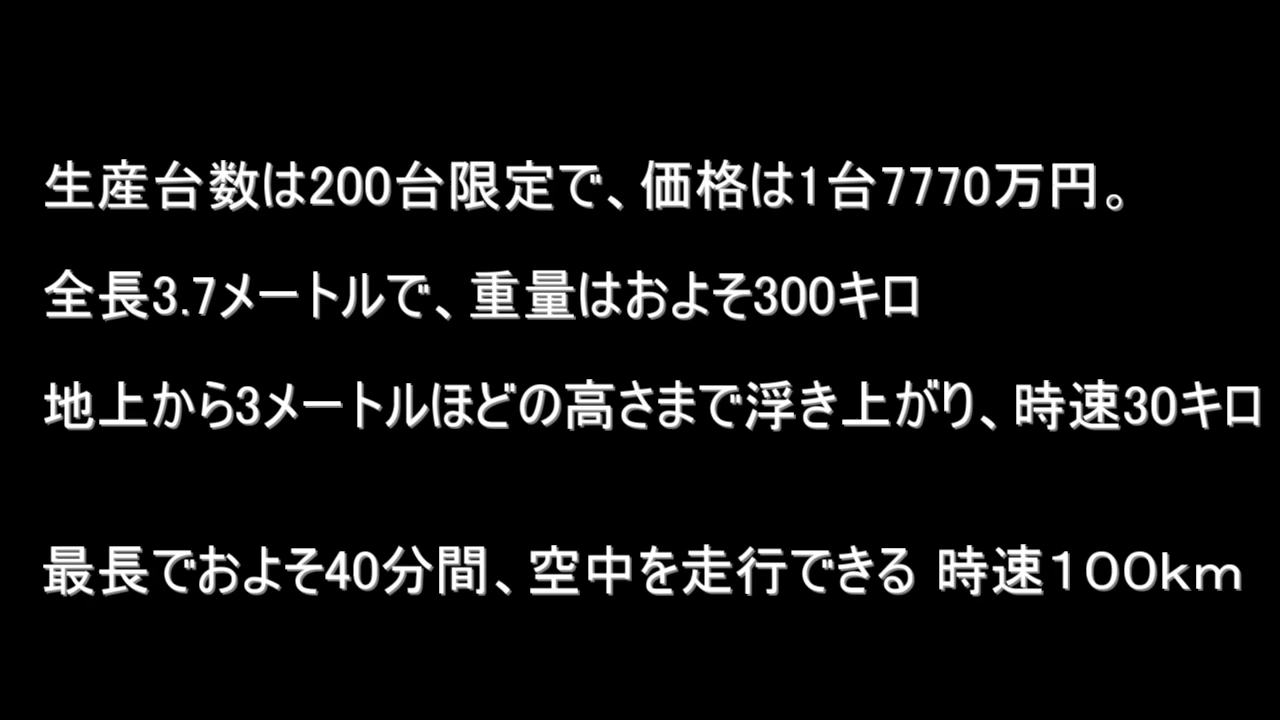 生産台数は200台限定で、価格は1台7770万円。
全長3.7メートルで、重量はおよそ300キロ
地上から3メートルほどの高さまで浮き上がり、時速30キロ
最長でおよそ40分間、空中を走行できる 時速１００ｋｍ